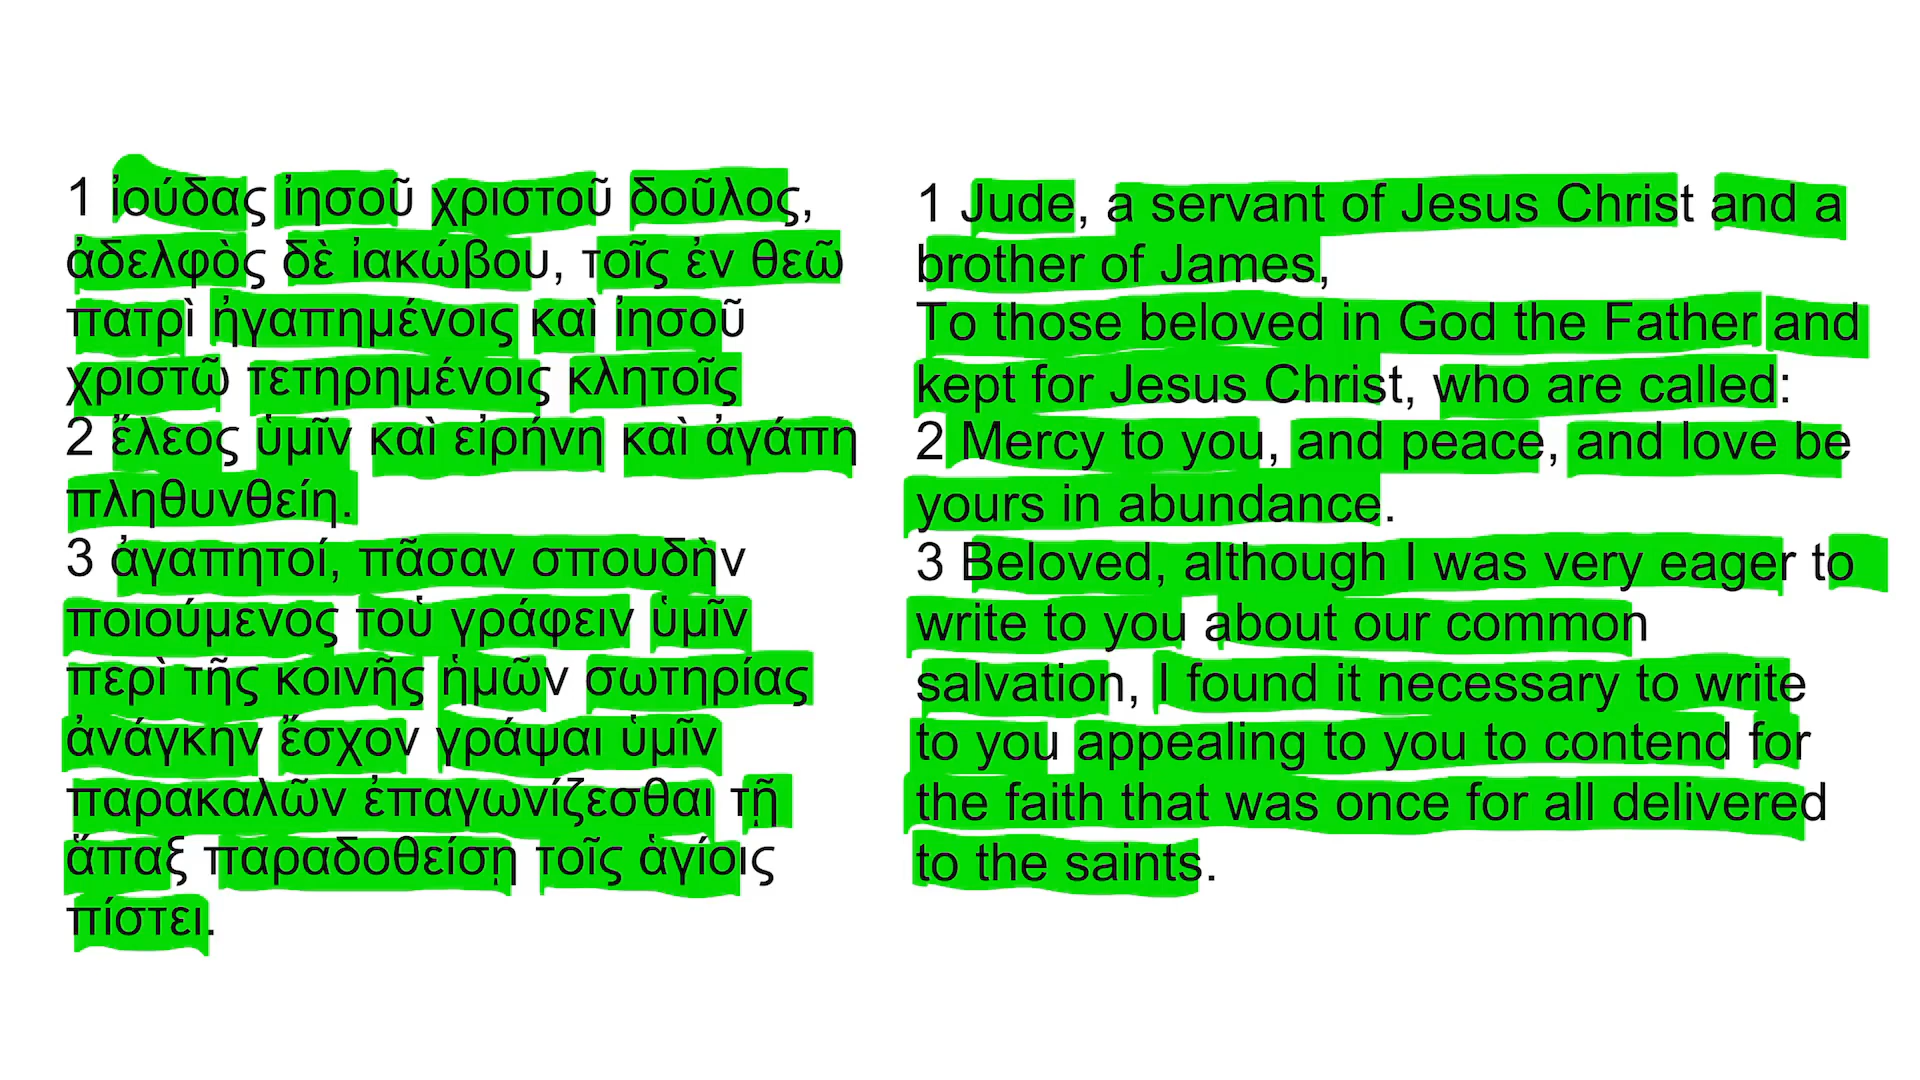 1 ἰούδας ἰησοῦ χριστοῦ δοῦλος,
ἀδελφὸς δὲ ἰακώβου, τοῖς ἐν θεῶ
πατρὶ ἠγαπημένοις καὶ ἰησοῦ
χριστῶ τετηρημένοις κλητοῖς
2 ἔλεος ὑμῖν καὶ εἰρήνη καὶ ἀγάπη
πληθυνθείη.
3 ἀγαπητοί, πᾶσαν σπουδὴν
ποιούμενος τοὑ γράφειν ὑμῖν
περὶ τῆς κοινῆς ἡμῶν σωτηρίας
ἀνάγκην ἔσχον γράψαι ὑμῖν
παρακαλῶν ἐπαγωνίζεσθαι τῇ
ἅπαξ παραδοθείσῃ τοῖς ἁγίοις
πίστει.
1 Jude, a servant of Jesus Christ and a
brother of James,
To those beloved in God the Father and
kept for Jesus Christ, who are called:
2 Mercy to you, and peace, and love be
yours in abundance.
3 Beloved, although I was very eager to
write to you about our common
salvation, I found it necessary to write
to you appealing to you to contend for
the faith that was once for all delivered
to the saints.